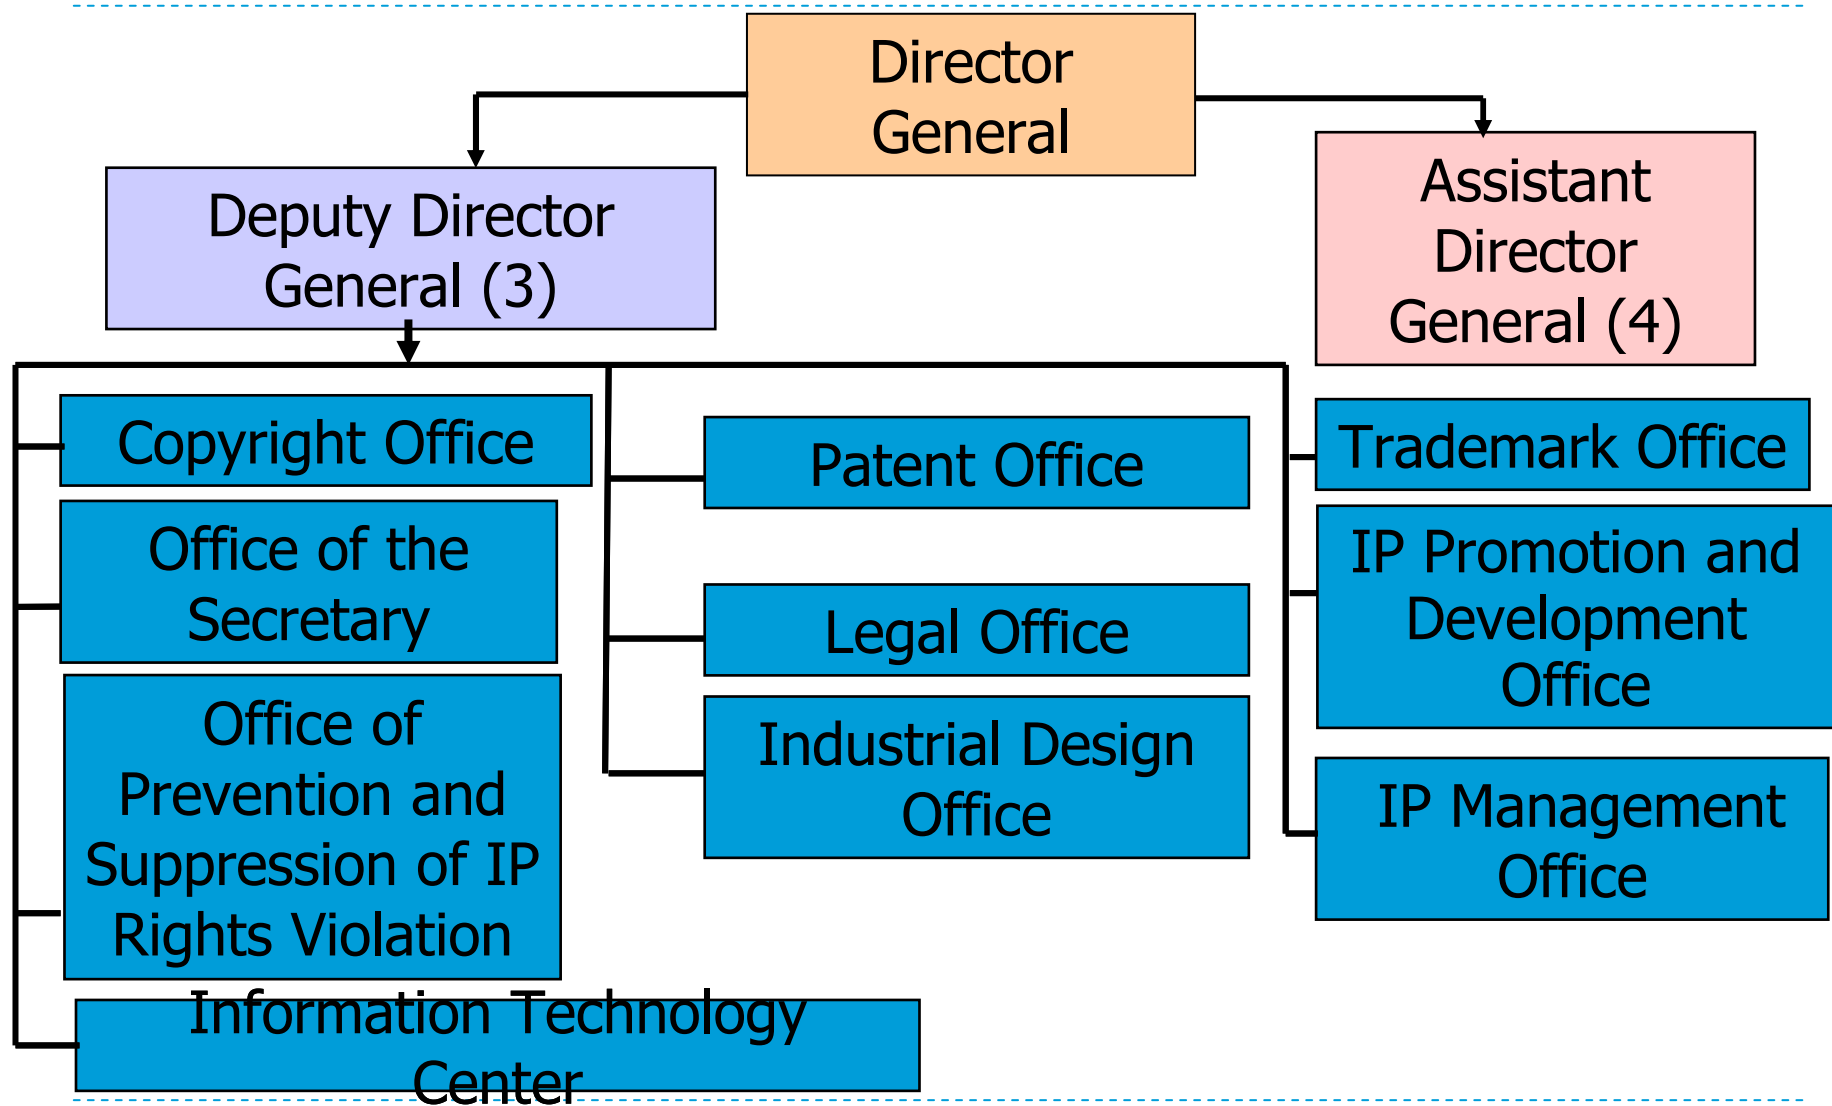 Director
General
Deputy Director
General (3)
Assistant
Director
General (4)
Copyright Office
Office of the
Secretary
Office of
Prevention and
Suppression of IP
Rights Violation
Information Technology
Center
Patent Office
Legal Office
Industrial Design
Office
Trademark Office
IP Promotion and
Development
Office
IP Management
Office